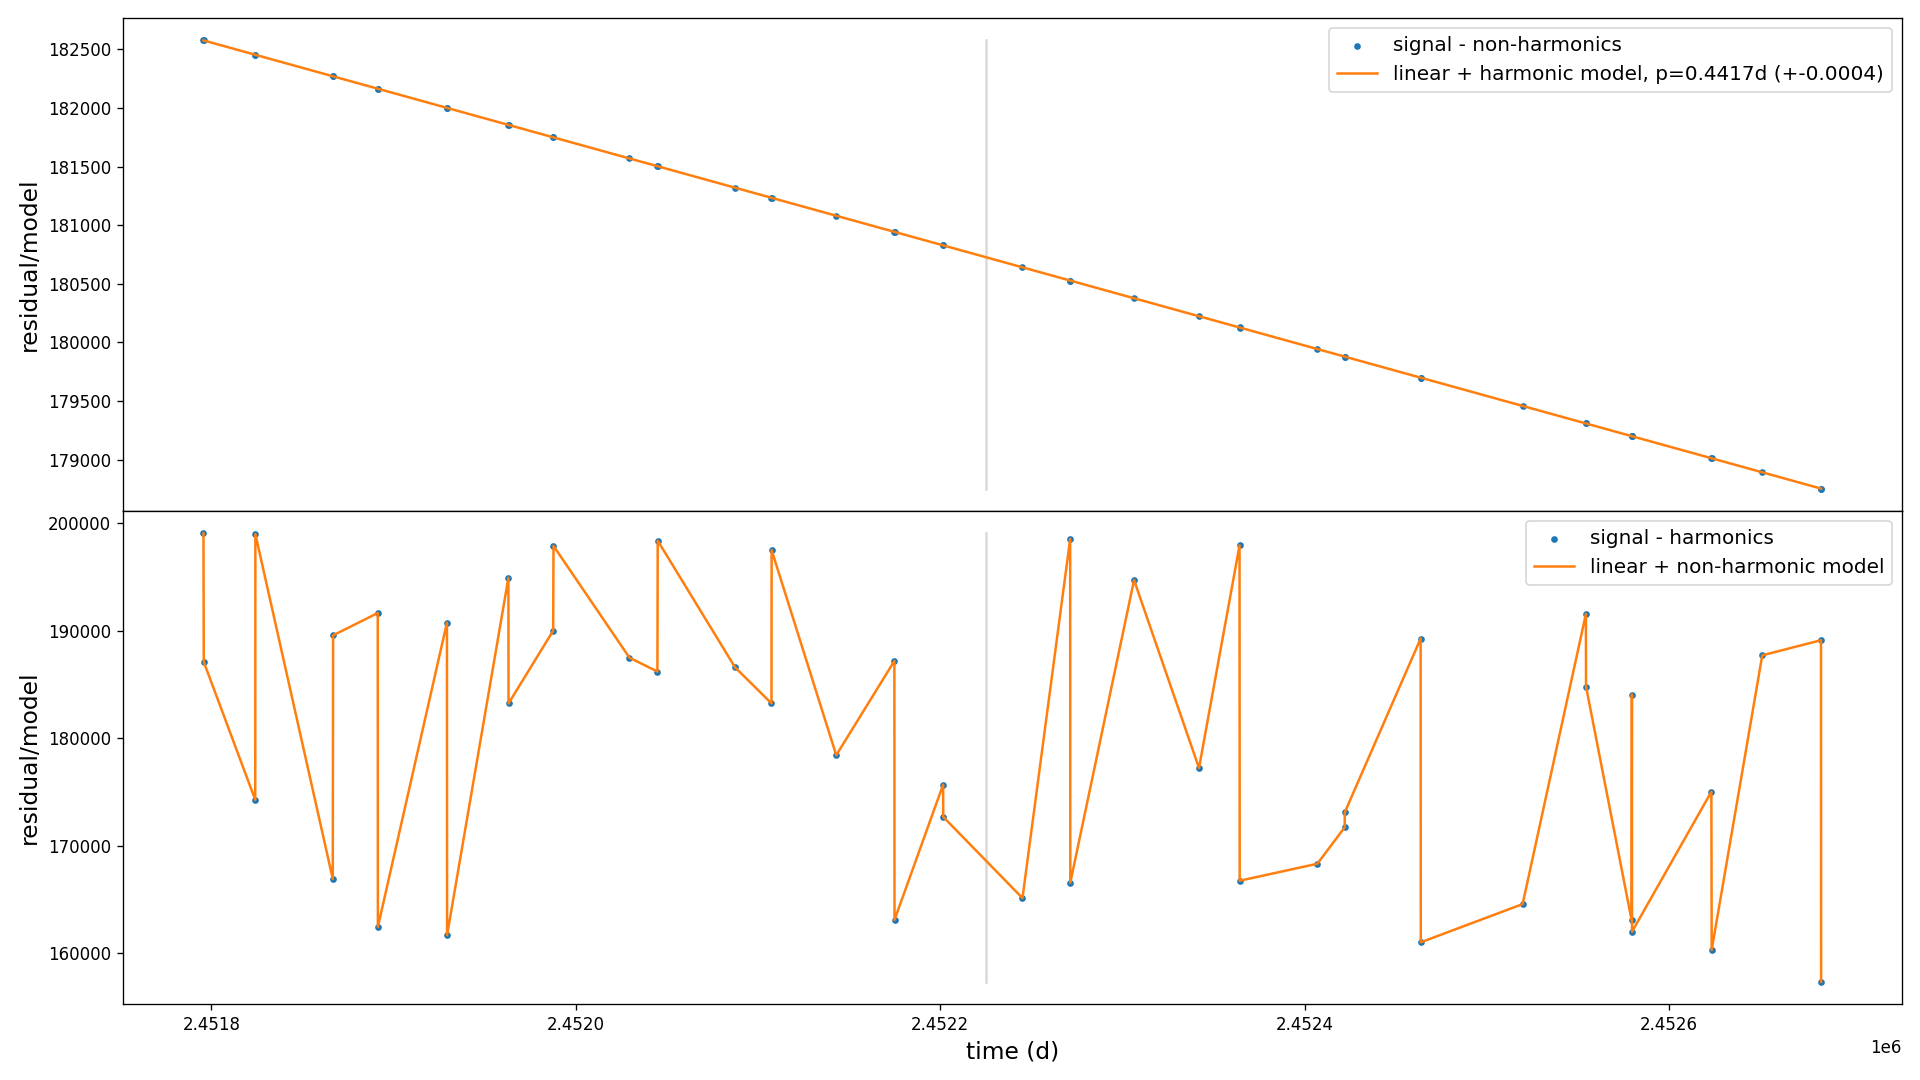 182500
182000
181500
181000
180500
180000
179500
179000
residual/model
signal - non-harmonics
linear + harmonic model, p=0.4417d (+-0.0004)
200000
190000
180000
170000
160000
residual/model
signal - harmonics
linear + non-harmonic model
2.4518 2.4520 2.4522 2.4524 2.4526
1e6
time (d)